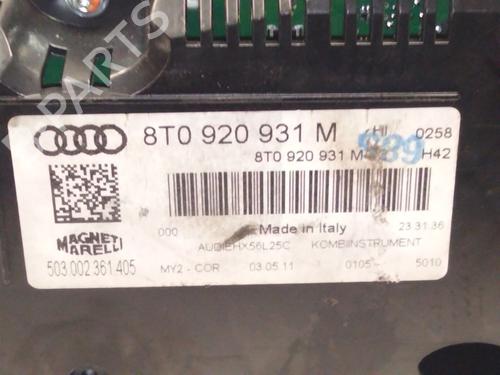 8T0 920 931 M /HI 0258
8T0 920 931 M H42
989
000 Made in Italy 23.31.36
MAGNETI MARELLI
AUDIEHX56L25C KOMBIINSTRUMENT
503.002.361.405 MY2 - COR 03.05.11 0105- 5010
B-PARTS